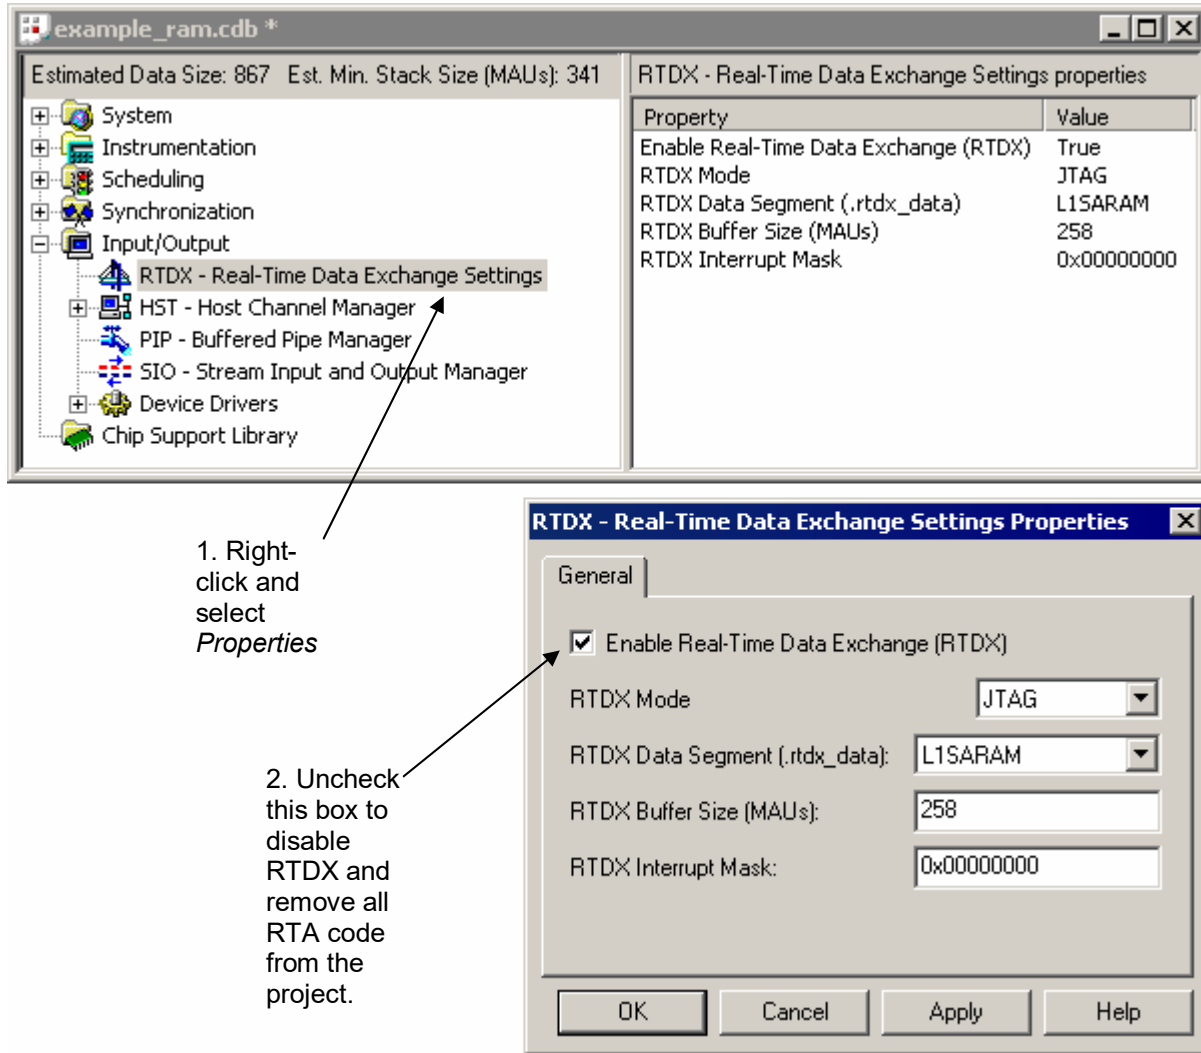 example_ram.cdb *
Estimated Data Size: 867 Est. Min. Stack Size (MAUs): 341
System
Instrumentation
Scheduling
Synchronization
Input/Output
RTDX - Real-Time Data Exchange Settings
HST - Host Channel Manager
PIP - Buffered Pipe Manager
SIO - Stream Input and Output Manager
Device Drivers
Chip Support Library
RTDX - Real-Time Data Exchange Settings properties
Property Value
Enable Real-Time Data Exchange (RTDX) True
RTDX Mode JTAG
RTDX Data Segment (.rtdx_data) L1SARAM
RTDX Buffer Size (MAUs) 258
RTDX Interrupt Mask 0x00000000
1. Right-
click and
select
Properties
2. Uncheck
this box to
disable
RTDX and
remove all
RTA code
from the
project.
RTDX - Real-Time Data Exchange Settings Properties
General
Enable Real-Time Data Exchange (RTDX)
RTDX Mode JTAG
RTDX Data Segment (.rtdx_data): L1SARAM
RTDX Buffer Size (MAUs): 258
RTDX Interrupt Mask: 0x00000000
OK Cancel Apply Help